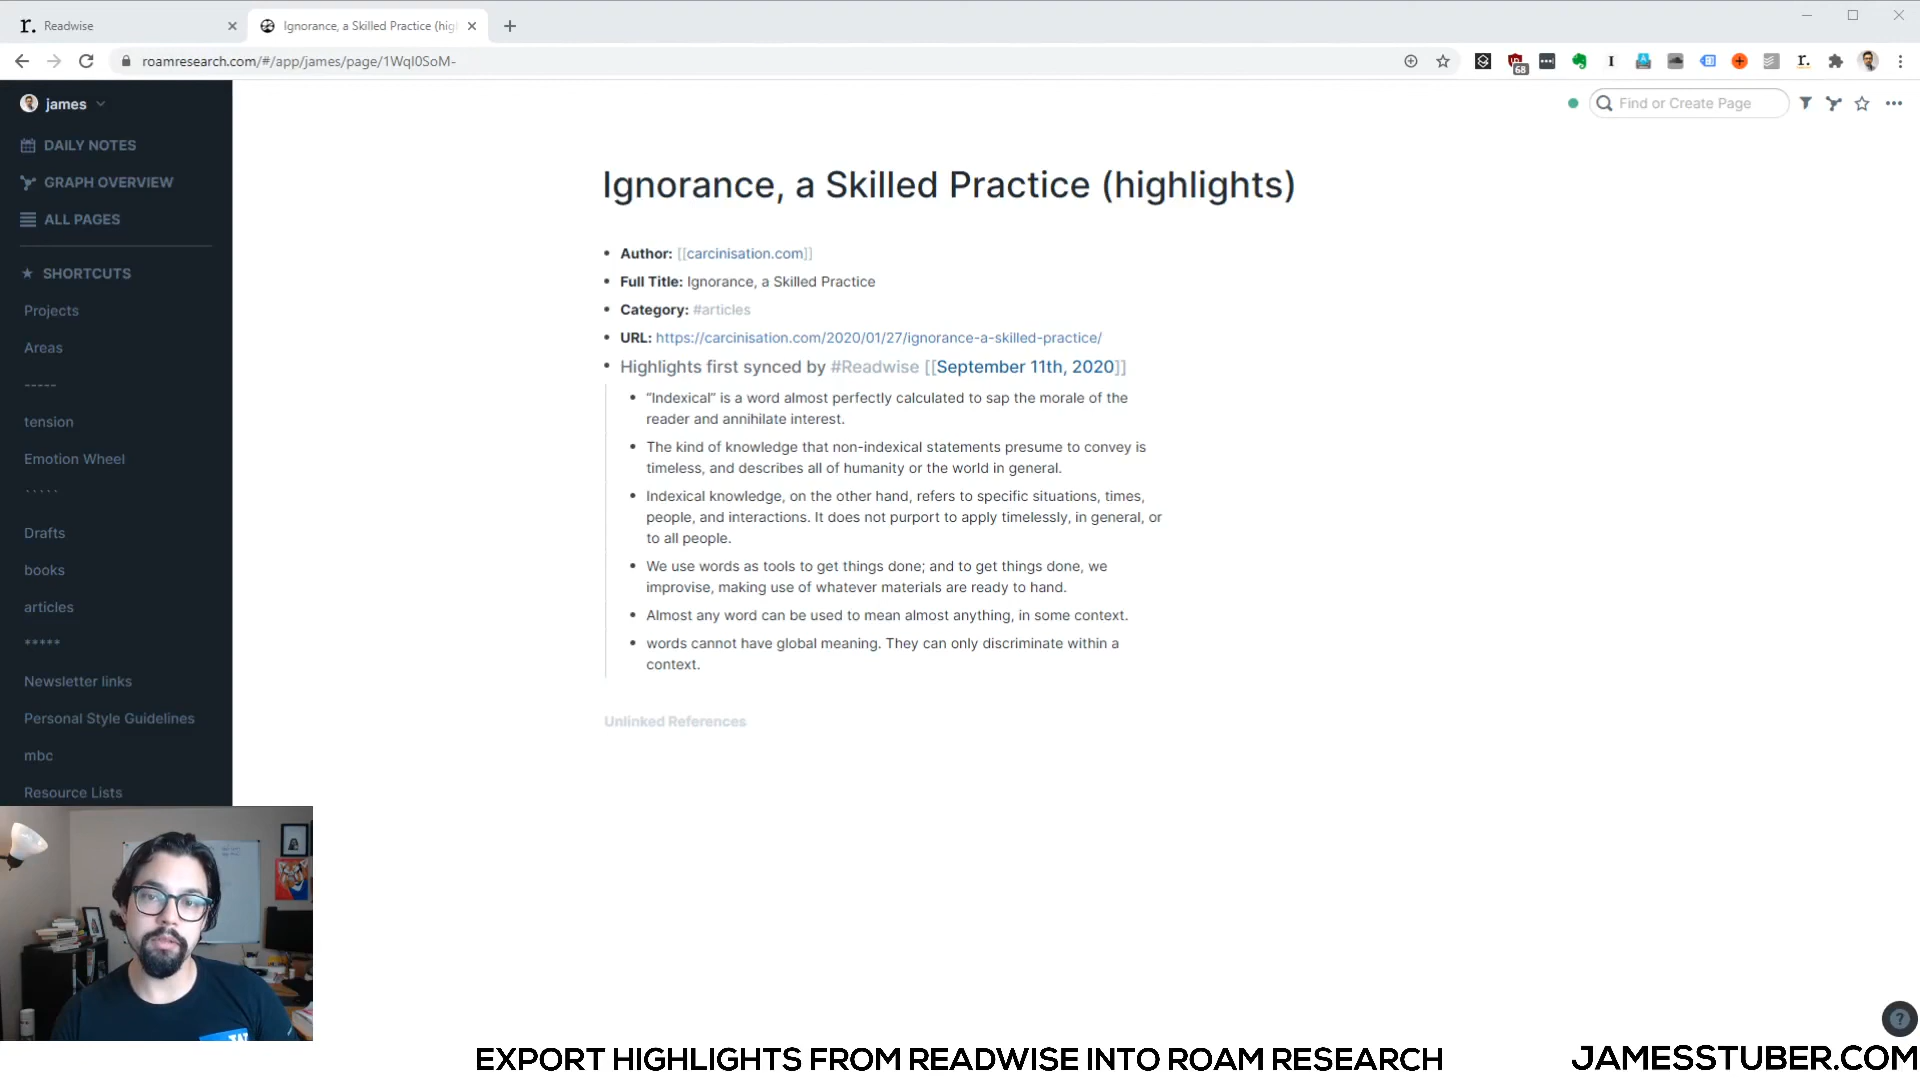 r. Readwise
Ignorance, a Skilled Practice (hig
roamresearch.com/#/app/james/page/1WqI0SoM-
68
r.
james
Find or Create Page
DAILY NOTES
GRAPH OVERVIEW
ALL PAGES
SHORTCUTS
Projects
Areas
-----
tension
Emotion Wheel
`````
Drafts
books
articles
*****
Newsletter links
Personal Style Guidelines
mbc
Resource Lists
Ignorance, a Skilled Practice (highlights)
Author: [[carcinisation.com]]
Full Title: Ignorance, a Skilled Practice
Category: #articles
URL: https://carcinisation.com/2020/01/27/ignorance-a-skilled-practice/
Highlights first synced by #Readwise [[September 11th, 2020]]
“Indexical” is a word almost perfectly calculated to sap the morale of the
reader and annihilate interest.
The kind of knowledge that non-indexical statements presume to convey is
timeless, and describes all of humanity or the world in general.
Indexical knowledge, on the other hand, refers to specific situations, times,
people, and interactions. It does not purport to apply timelessly, in general, or
to all people.
We use words as tools to get things done; and to get things done, we
improvise, making use of whatever materials are ready to hand.
Almost any word can be used to mean almost anything, in some context.
words cannot have global meaning. They can only discriminate within a
context.
Unlinked References
?
EXPORT HIGHLIGHTS FROM READWISE INTO ROAM RESEARCH
JAMESSTUBER.COM